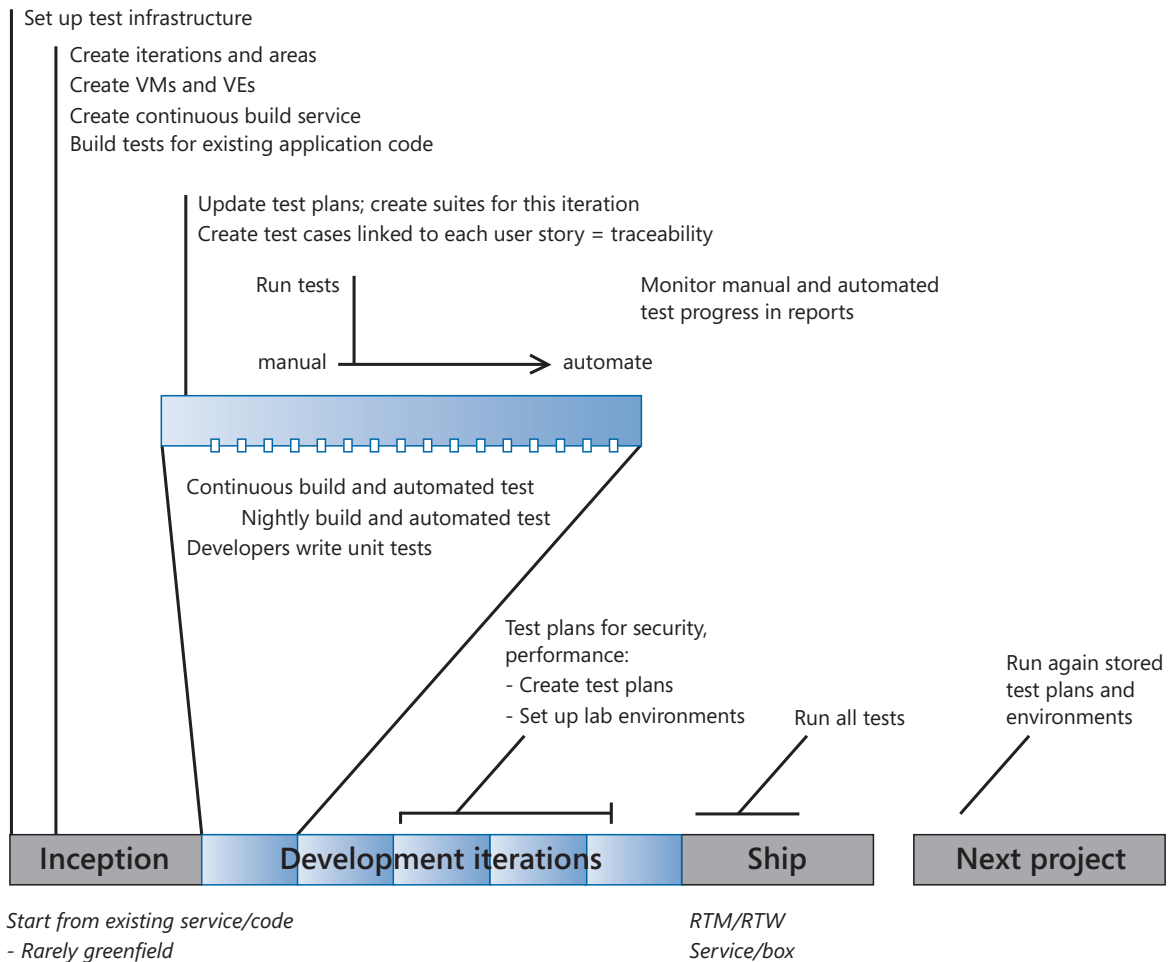 Set up test infrastructure
Create iterations and areas
Create VMs and VEs
Create continuous build service
Build tests for existing application code
Update test plans; create suites for this iteration
Create test cases linked to each user story = traceability
Run tests
Monitor manual and automated
test progress in reports
manual
automate
Continuous build and automated test
Nightly build and automated test
Developers write unit tests
Test plans for security,
performance:
- Create test plans
- Set up lab environments
Run all tests
Run again stored
test plans and
environments
Inception
Development iterations
Ship
Next project
Start from existing service/code
- Rarely greenfield
RTM/RTW
Service/box